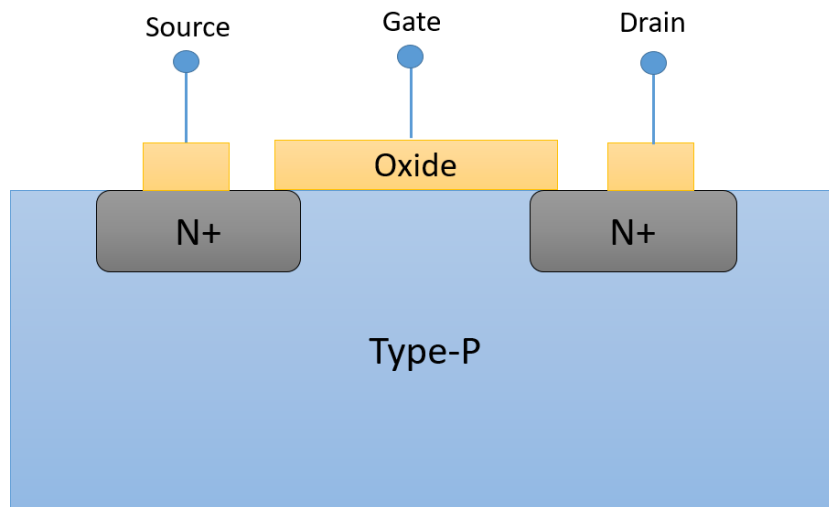 Source
Gate
Drain
Oxide
N+
N+
Type-P